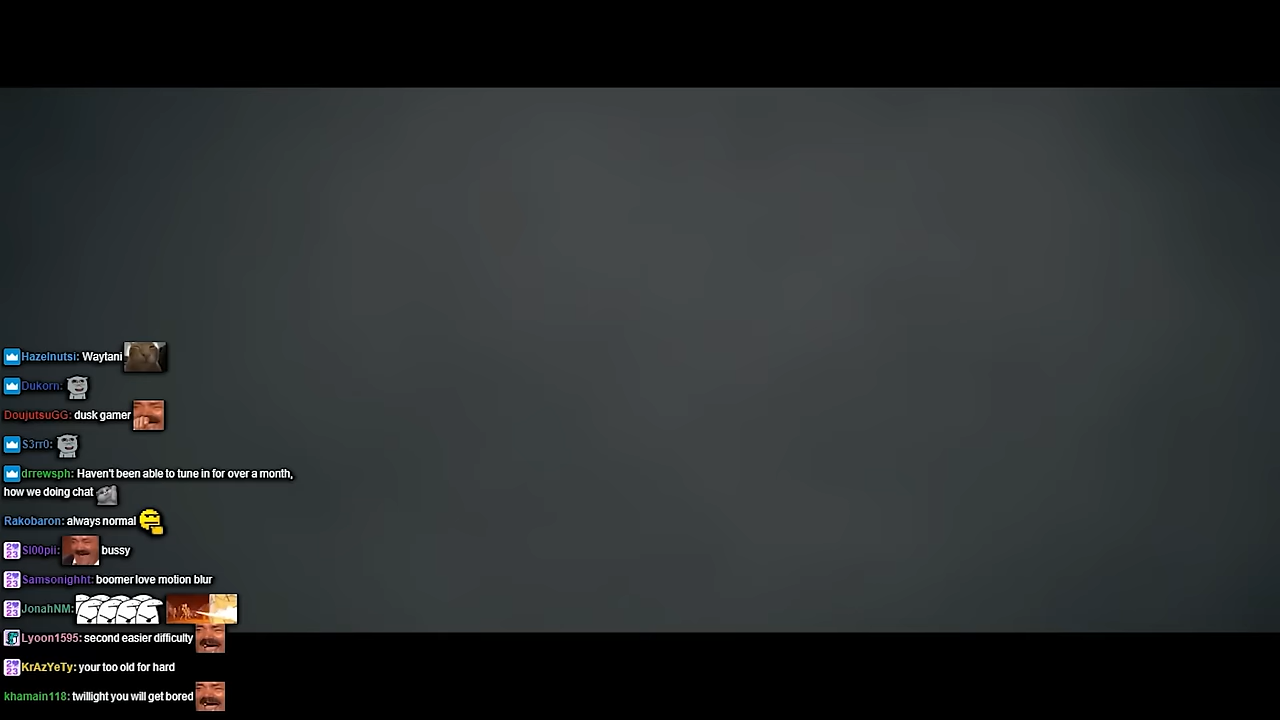 Hazelnutsi: Waytani
Dukorn:
DoujutsuGG: dusk gamer
S3rr0:
drrewsph: Haven't been able to tune in for over a month,
how we doing chat
Rakobaron: always normal
Sl00pii: bussy
Samsonighht: boomer love motion blur
JonahNM:
Lyoon1595: second easier difficulty
KrAzYeTy: your too old for hard
khamain118: twillight you will get bored